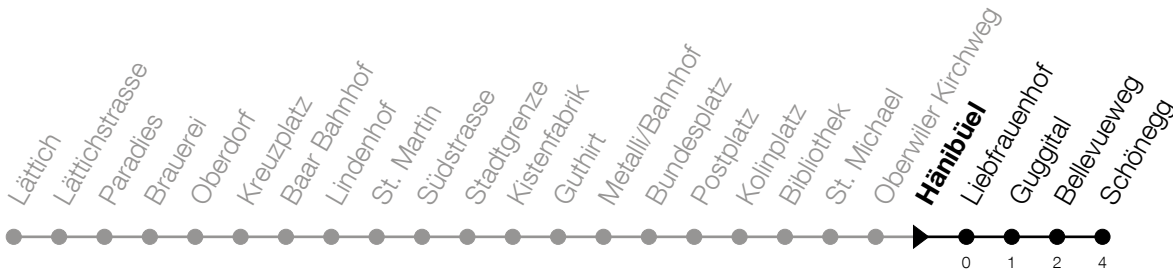 Lättich
Lättichstrasse
Paradies
Brauerei
Oberdorf
Kreuzplatz
Baar Bahnhof
Lindenhof
St. Martin
Südstrasse
Stadtgrenze
Kistenfabrik
Guthirt
Metalli/Bahnhof
Bundesplatz
Postplatz
Kolinplatz
Bibliothek
St. Michael
Oberwiler Kirchweg
Hänibüel
Liebfrauenhof
Guggital
Bellevueweg
Schönegg
0 1 2 4